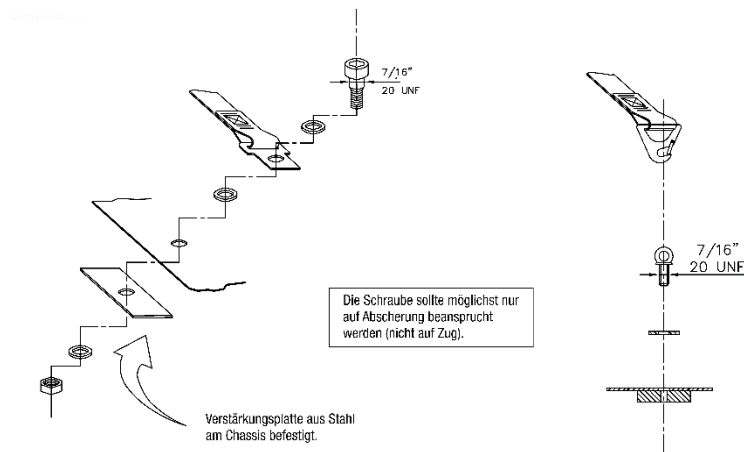 7/16"
20 UNF
7/16"
20 UNF
Die Schraube sollte möglichst nur
auf Abscherung beansprucht
werden (nicht auf Zug).
Verstärkungsplatte aus Stahl
am Chassis befestigt.